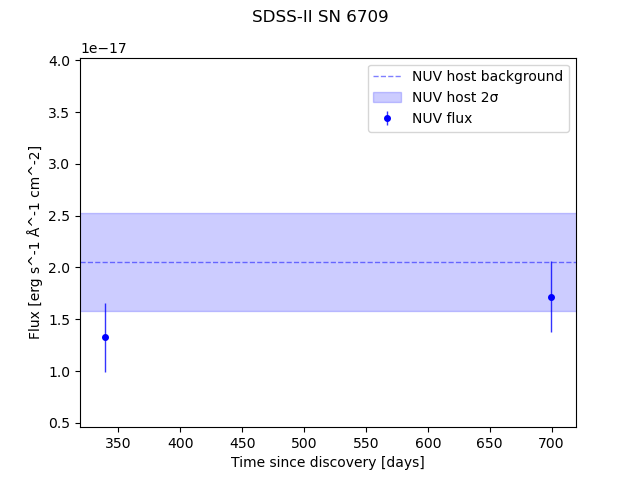 SDSS-II SN 6709
1e−17
NUV host background
NUV host 2σ
NUV flux
4.0
3.5
3.0
2.5
2.0
1.5
1.0
0.5
Flux [erg s^-1 Å^-1 cm^-2]
350 400 450 500 550 600 650 700
Time since discovery [days]